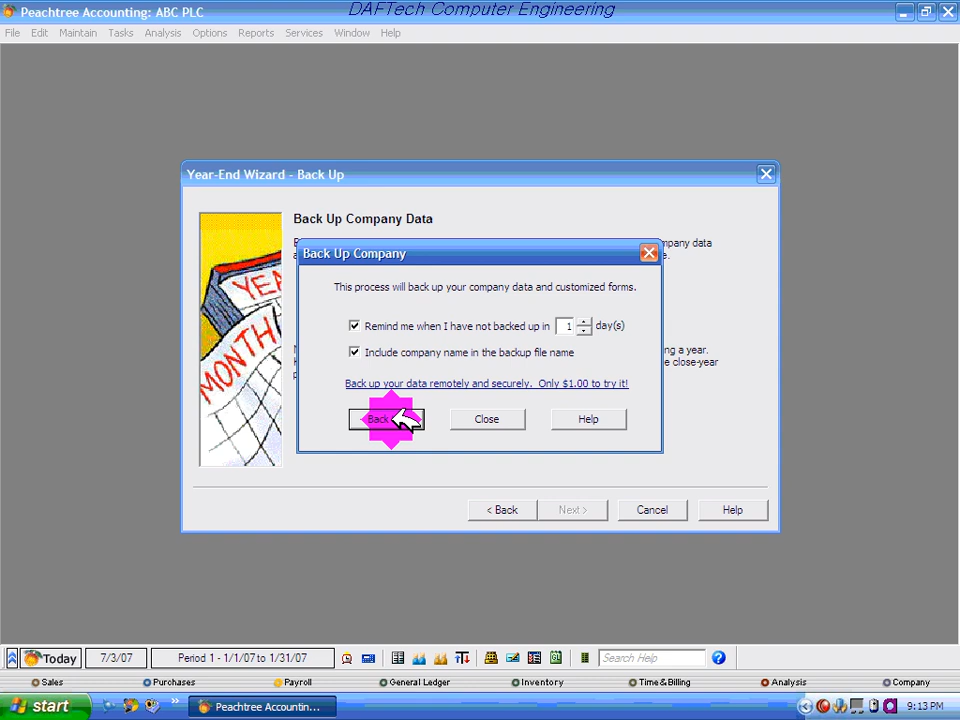 DAFTech Computer Engineering
Peachtree Accounting: ABC PLC
File Edit Maintain Tasks Analysis Options Reports Services Window Help
Year-End Wizard - Back Up
Back Up Company Data
mpany data
Back Up Company
This process will back up your company data and customized forms.
Remind me when I have not backed up in 1 day(s)
Include company name in the backup file name
ng a year.
e close-year
Back up your data remotely and securely. Only $1.00 to try it!
Back Close Help
YEA
MONTH
< Back Next > Cancel Help
Today 7/3/07 Period 1 - 1/1/07 to 1/31/07 Search Help
Sales Purchases Payroll General Ledger Inventory Time & Billing Analysis Company
start Peachtree Accountin... 9:13 PM